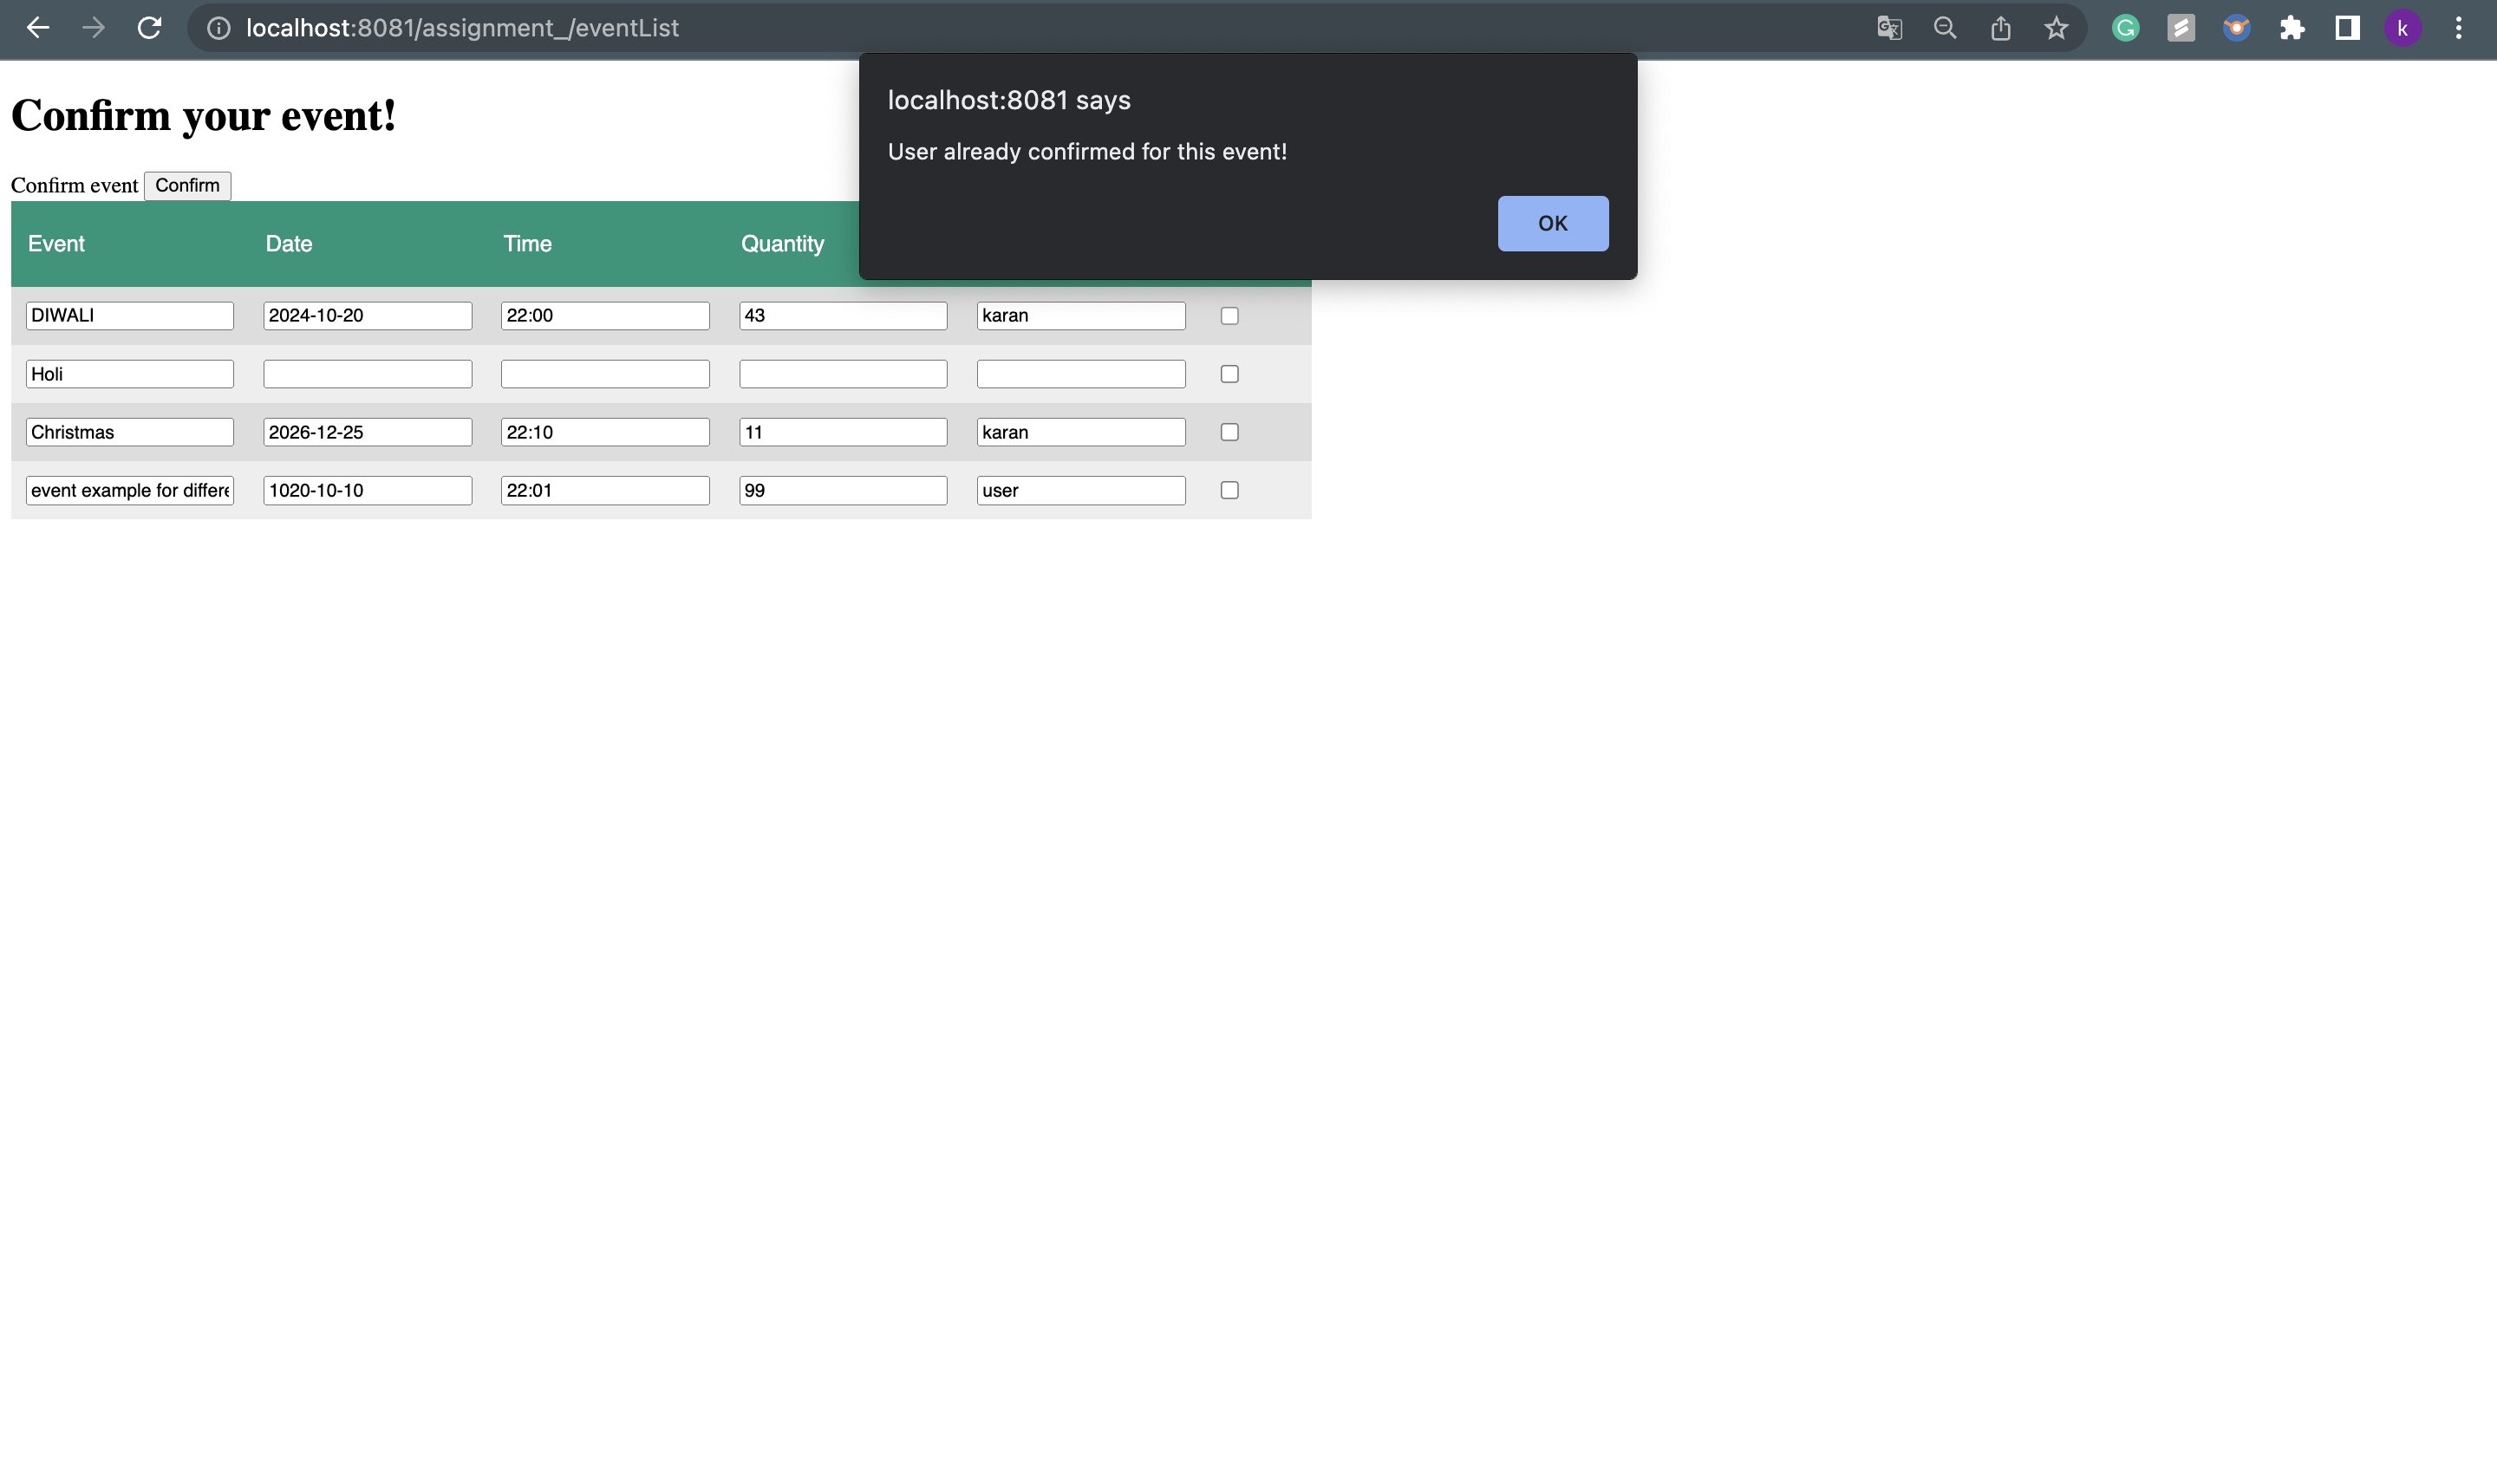 localhost:8081/assignment_/eventList
k
localhost:8081 says
User already confirmed for this event!
OK
Confirm your event!
Confirm event Confirm
Event Date Time Quantity
DIWALI 2024-10-20 22:00 43 karan
Holi
Christmas 2026-12-25 22:10 11 karan
event example for differe 1020-10-10 22:01 99 user